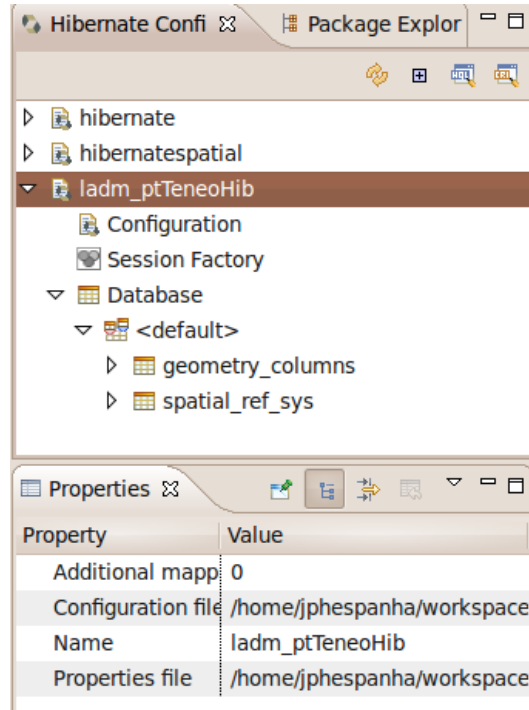 Hibernate Confi Package Explor
hibernate
hibernatespatial
ladm_ptTeneoHib
Configuration
Session Factory
Database
<default>
geometry_columns
spatial_ref_sys
Properties
Property Value
Additional mapp 0
Configuration file /home/jphespanha/workspace
Name ladm_ptTeneoHib
Properties file /home/jphespanha/workspace